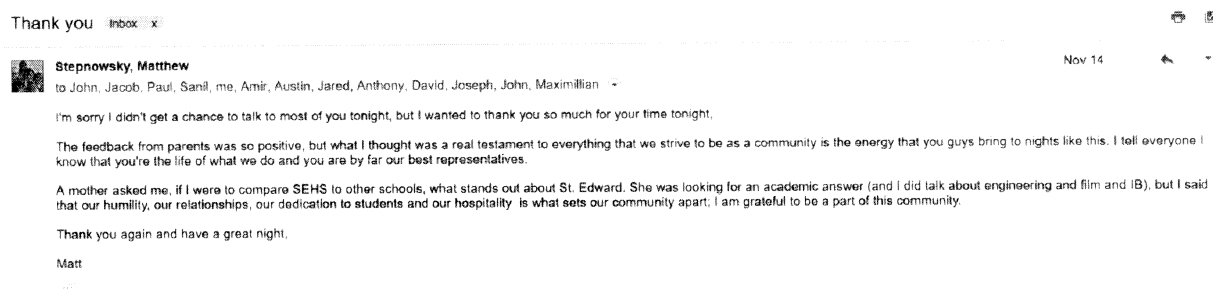 Thank you Inbox x
Stepnowsky, Matthew Nov 14
to John, Jacob, Paul, Sanil, me, Amir, Austin, Jared, Anthony, David, Joseph, John, Maximillian
I'm sorry I didn't get a chance to talk to most of you tonight, but I wanted to thank you so much for your time tonight,
The feedback from parents was so positive, but what I thought was a real testament to everything that we strive to be as a community is the energy that you guys bring to nights like this. I tell everyone I
know that you're the life of what we do and you are by far our best representatives.
A mother asked me, if I were to compare SEHS to other schools, what stands out about St. Edward. She was looking for an academic answer (and I did talk about engineering and film and IB), but I said
that our humility, our relationships, our dedication to students and our hospitality is what sets our community apart; I am grateful to be a part of this community.
Thank you again and have a great night,
Matt